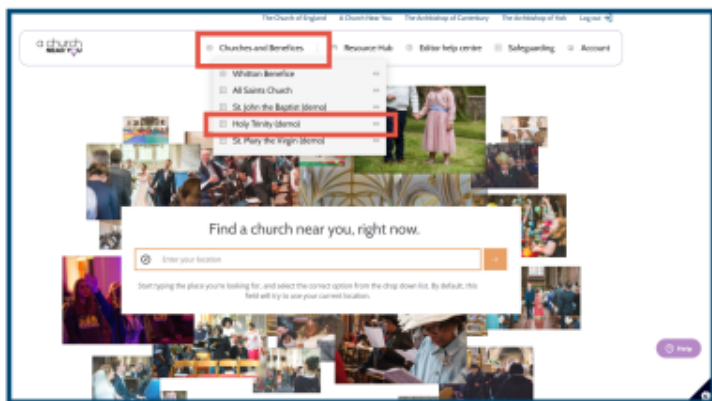 The Church of England A Church Near You The Archbishop of Canterbury The Archbishop of York Log out
a church NEAR YOU
Churches and Benefices Resource Hub Editor help centre Safeguarding Account
Whitton Benefice
All Saints Church
St. John the Baptist (demo)
Holy Trinity (demo)
St. Mary the Virgin (demo)
Find a church near you, right now.
Enter your location
Start typing the place you're looking for, and select the correct option from the drop down list. By default, this
field will try to use your current location.
Help